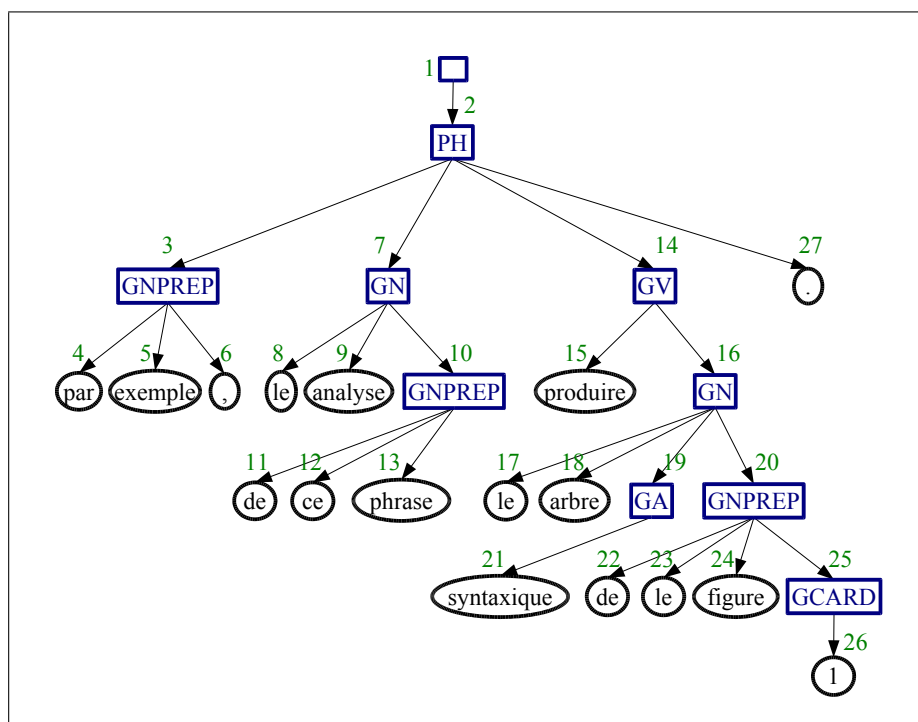 1
2
PH
3 7 14 27
GNPREP GN GV .
4 5 6 8 9 10 15 16
par exemple , le analyse GNPREP produire GN
11 12 13 17 18 19 20
de ce phrase le arbre GA GNPREP
21 22 23 24 25
syntaxique de le figure GCARD
26
1